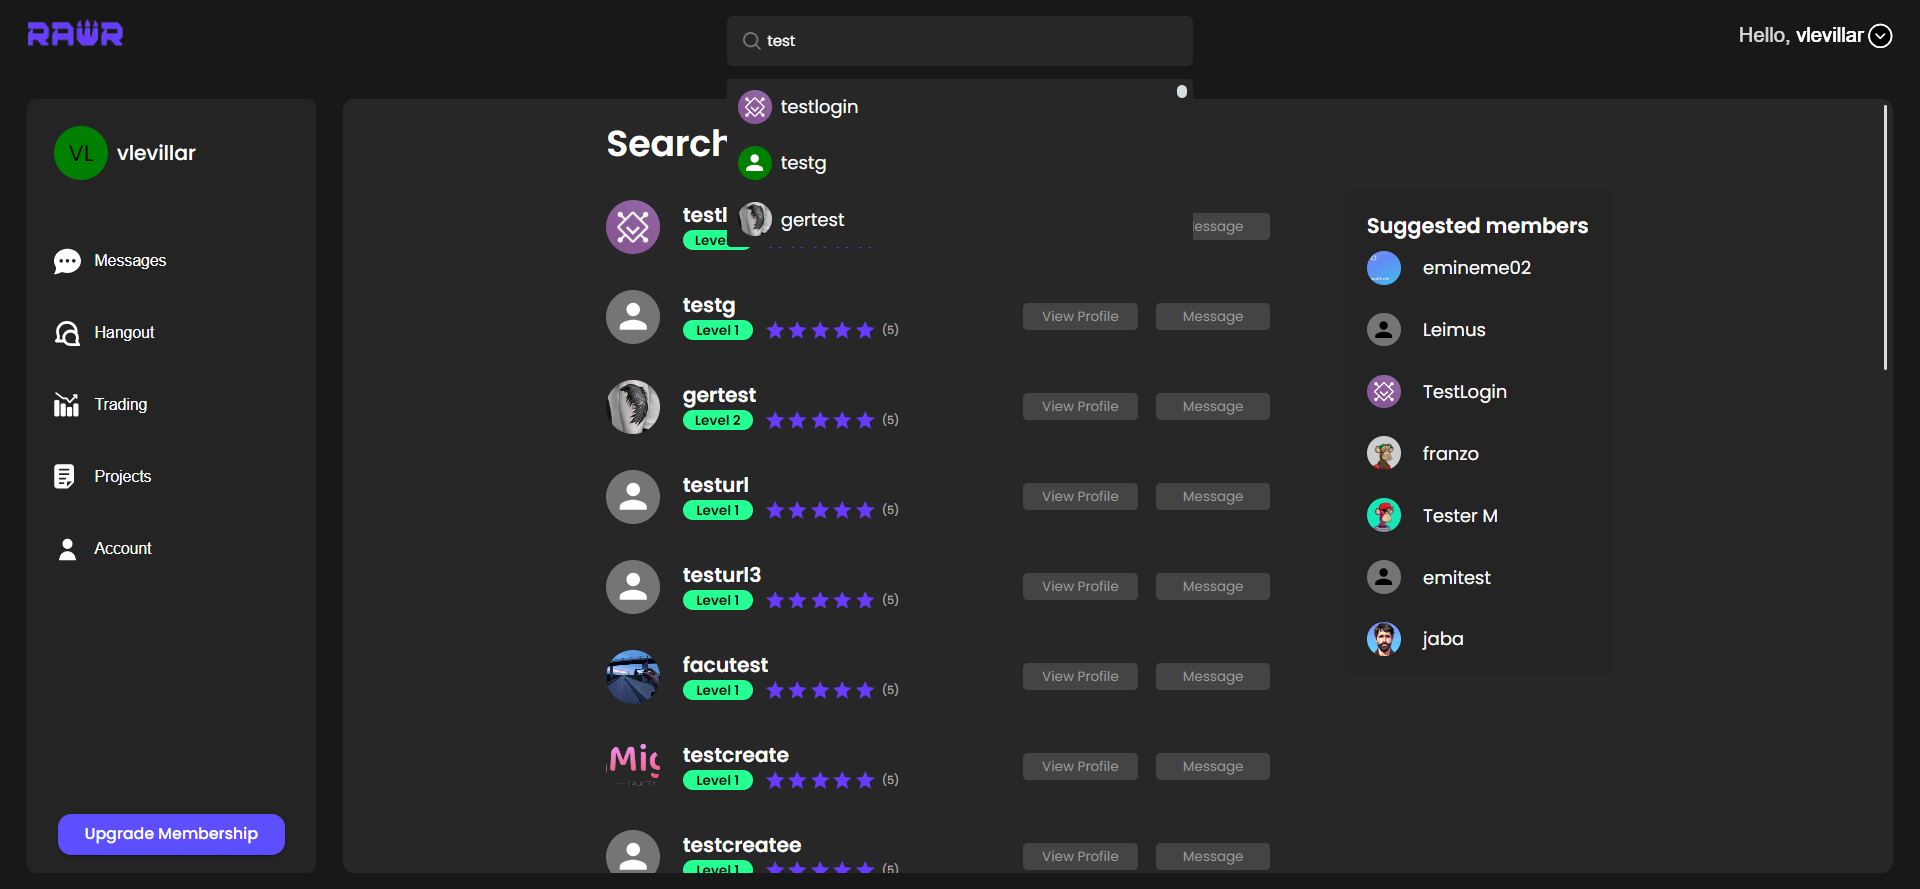 RAWR
test
Hello, vlevillar
testlogin
testg
gertest
VL
vlevillar
Messages
Hangout
Trading
Projects
Account
Upgrade Membership
Search
testl
Level
essage
testg
Level 1
(5)
View Profile
Message
gertest
Level 2
(5)
View Profile
Message
testurl
Level 1
(5)
View Profile
Message
testurl3
Level 1
(5)
View Profile
Message
facutest
Level 1
(5)
View Profile
Message
Mig
testcreate
Level 1
(5)
View Profile
Message
testcreatee
Level 1
(5)
View Profile
Message
Suggested members
emineme02
Leimus
TestLogin
franzo
Tester M
emitest
jaba